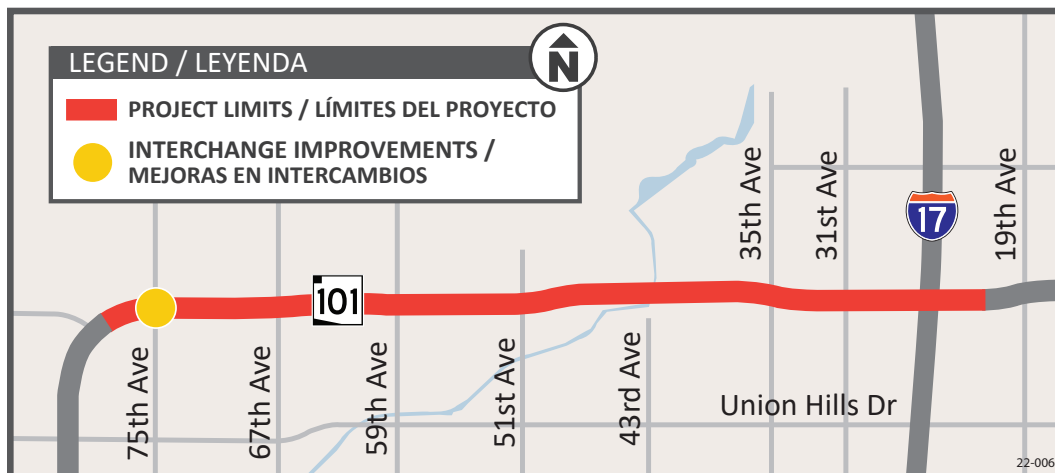 LEGEND / LEYENDA
N
PROJECT LIMITS / LÍMITES DEL PROYECTO
INTERCHANGE IMPROVEMENTS /
MEJORAS EN INTERCAMBIOS
35th Ave
31st Ave
17
19th Ave
101
75th Ave
67th Ave
59th Ave
51st Ave
43rd Ave
Union Hills Dr
22-006